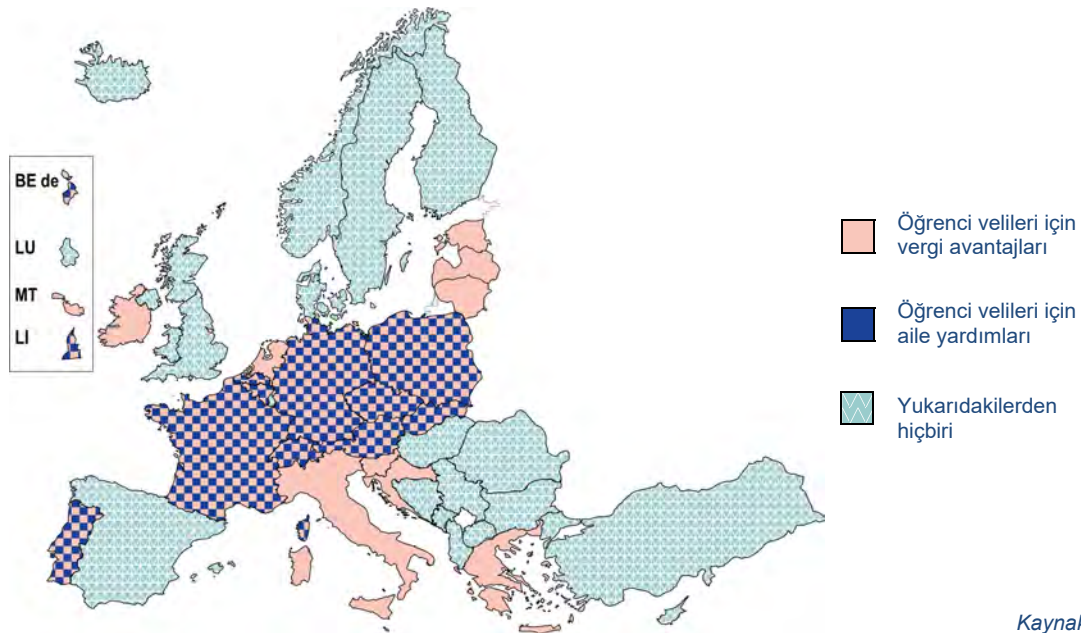 BE de
LU
MT
LI
Öğrenci velileri için
vergi avantajları
Öğrenci velileri için
aile yardımları
Yukarıdakilerden
hiçbiri
Kaynak